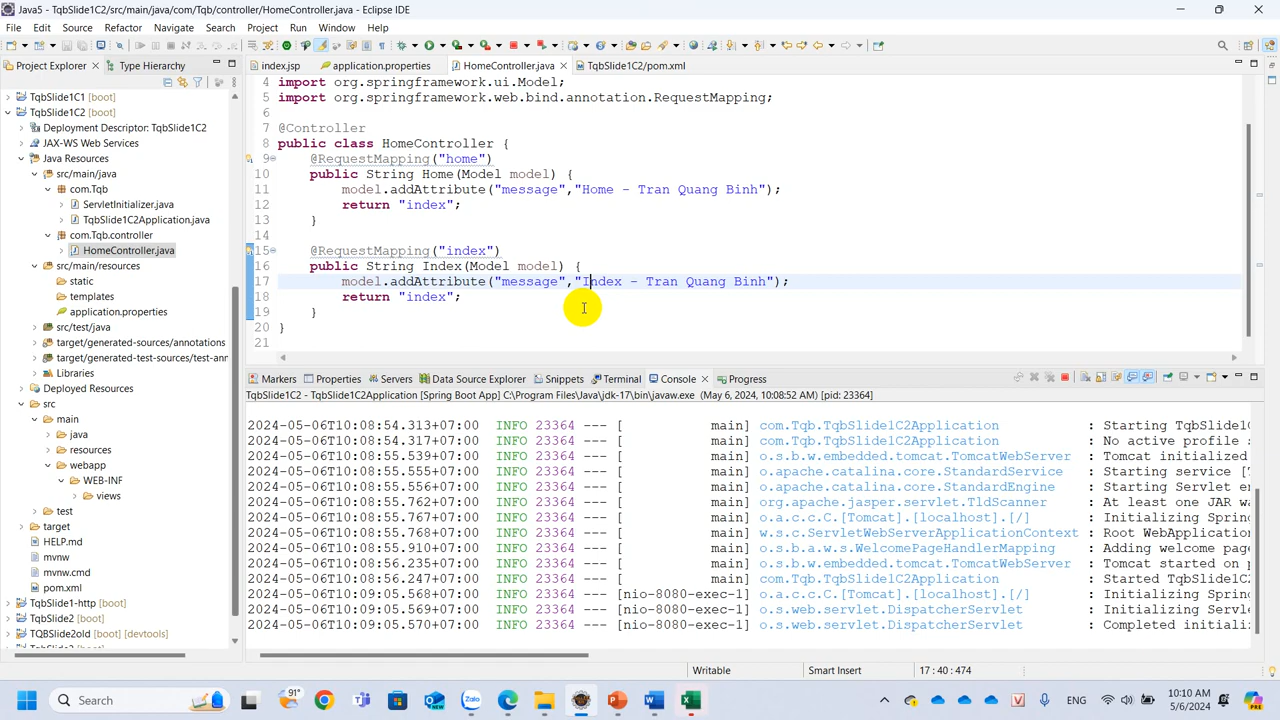 Java5 - TqbSlide1C2/src/main/java/com/Tqb/controller/HomeController.java - Eclipse IDE
File Edit Source Refactor Navigate Search Project Run Window Help
Project Explorer Type Hierarchy
TqbSlide1C1 [boot]
TqbSlide1C2 [boot]
Deployment Descriptor: TqbSlide1C2
JAX-WS Web Services
Java Resources
src/main/java
com.Tqb
ServletInitializer.java
TqbSlide1C2Application.java
com.Tqb.controller
HomeController.java
src/main/resources
static
templates
application.properties
src/test/java
target/generated-sources/annotations
target/generated-test-sources/test-ann
Libraries
Deployed Resources
src
main
java
resources
webapp
WEB-INF
views
test
target
HELP.md
mvnw
mvnw.cmd
pom.xml
TqbSlide1-http [boot]
TqbSlide2 [boot]
TQBSlide2old [boot] [devtools]
index.jsp application.properties HomeController.java TqbSlide1C2/pom.xml
4 import org.springframework.ui.Model;
5 import org.springframework.web.bind.annotation.RequestMapping;
6
7 @Controller
8 public class HomeController {
9 @RequestMapping("home")
10 public String Home(Model model) {
11 model.addAttribute("message","Home - Tran Quang Binh");
12 return "index";
13 }
14
15 @RequestMapping("index")
16 public String Index(Model model) {
17 model.addAttribute("message","Index - Tran Quang Binh");
18 return "index";
19 }
20 }
21
Markers Properties Servers Data Source Explorer Snippets Terminal Console Progress
TqbSlide1C2 - TqbSlide1C2Application [Spring Boot App] C:\Program Files\Java\jdk-17\bin\javaw.exe (May 6, 2024, 10:08:52 AM) [pid: 23364]
2024-05-06T10:08:54.313+07:00 INFO 23364 --- [ main] com.Tqb.TqbSlide1C2Application : Starting TqbSlide1
2024-05-06T10:08:54.317+07:00 INFO 23364 --- [ main] com.Tqb.TqbSlide1C2Application : No active profile s
2024-05-06T10:08:55.539+07:00 INFO 23364 --- [ main] o.s.b.w.embedded.tomcat.TomcatWebServer : Tomcat initialized
2024-05-06T10:08:55.555+07:00 INFO 23364 --- [ main] o.apache.catalina.core.StandardService : Starting service [T
2024-05-06T10:08:55.556+07:00 INFO 23364 --- [ main] o.apache.catalina.core.StandardEngine : Starting Servlet en
2024-05-06T10:08:55.762+07:00 INFO 23364 --- [ main] org.apache.jasper.servlet.TldScanner : At least one JAR wa
2024-05-06T10:08:55.767+07:00 INFO 23364 --- [ main] o.a.c.c.C.[Tomcat].[localhost].[/] : Initializing Spring
2024-05-06T10:08:55.768+07:00 INFO 23364 --- [ main] w.s.c.ServletWebServerApplicationContext : Root WebApplication
2024-05-06T10:08:55.910+07:00 INFO 23364 --- [ main] o.s.b.a.w.s.WelcomePageHandlerMapping : Adding welcome page
2024-05-06T10:08:56.235+07:00 INFO 23364 --- [ main] o.s.b.w.embedded.tomcat.TomcatWebServer : Tomcat started on p
2024-05-06T10:08:56.247+07:00 INFO 23364 --- [ main] com.Tqb.TqbSlide1C2Application : Started TqbSlide1C2
2024-05-06T10:09:05.568+07:00 INFO 23364 --- [nio-8080-exec-1] o.a.c.c.C.[Tomcat].[localhost].[/] : Initializing Spring
2024-05-06T10:09:05.569+07:00 INFO 23364 --- [nio-8080-exec-1] o.s.web.servlet.DispatcherServlet : Initializing Servle
2024-05-06T10:09:05.570+07:00 INFO 23364 --- [nio-8080-exec-1] o.s.web.servlet.DispatcherServlet : Completed initializ
Writable Smart Insert 17 : 40 : 474
Search 91° Zalo ENG 10:10 AM
5/6/2024